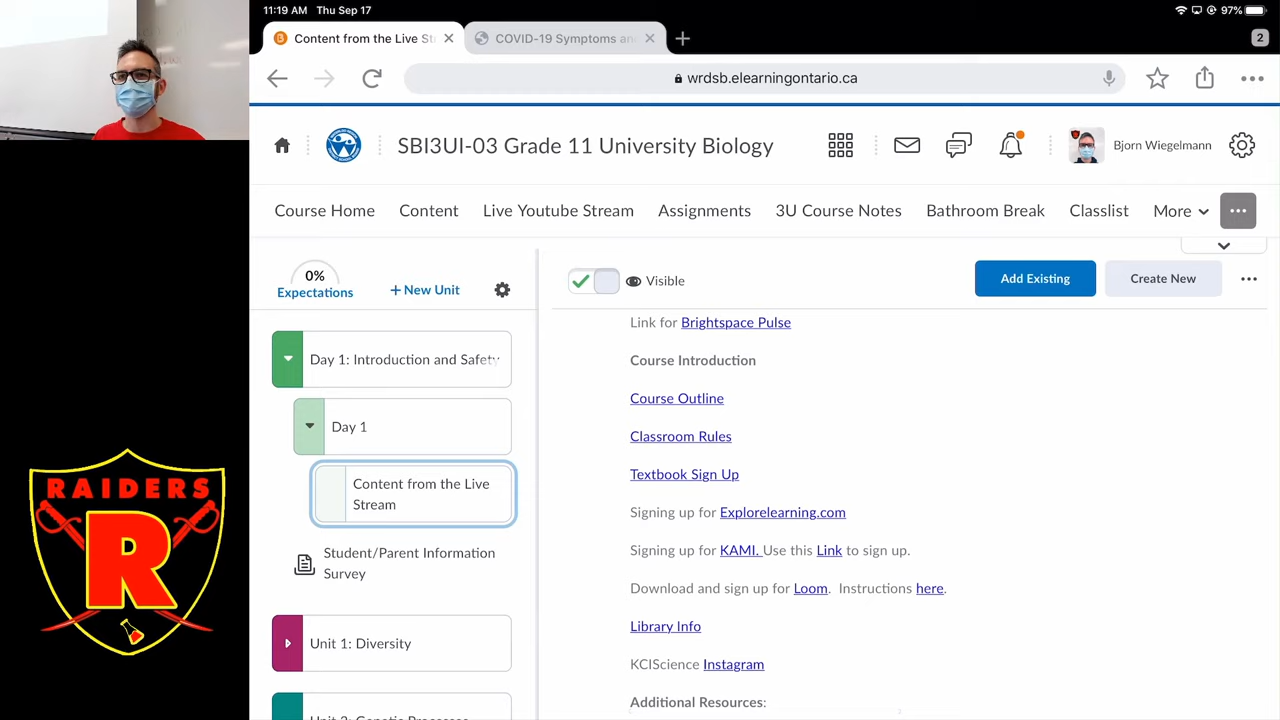 11:19 AM Thu Sep 17
97%
Content from the Live St
COVID-19 Symptoms an
2
wrdsb.elearningontario.ca
SBI3UI-03 Grade 11 University Biology
Bjorn Wiegelmann
Course Home
Content
Live Youtube Stream
Assignments
3U Course Notes
Bathroom Break
Classlist
More
0%
Expectations
+ New Unit
Visible
Add Existing
Create New
Day 1: Introduction and Safety
Day 1
Content from the Live
Stream
Student/Parent Information
Survey
Unit 1: Diversity
Link for Brightspace Pulse
Course Introduction
Course Outline
Classroom Rules
Textbook Sign Up
Signing up for Explorelearning.com
Signing up for KAMI. Use this Link to sign up.
Download and sign up for Loom. Instructions here.
Library Info
KCIScience Instagram
Additional Resources:
RAIDERS
R